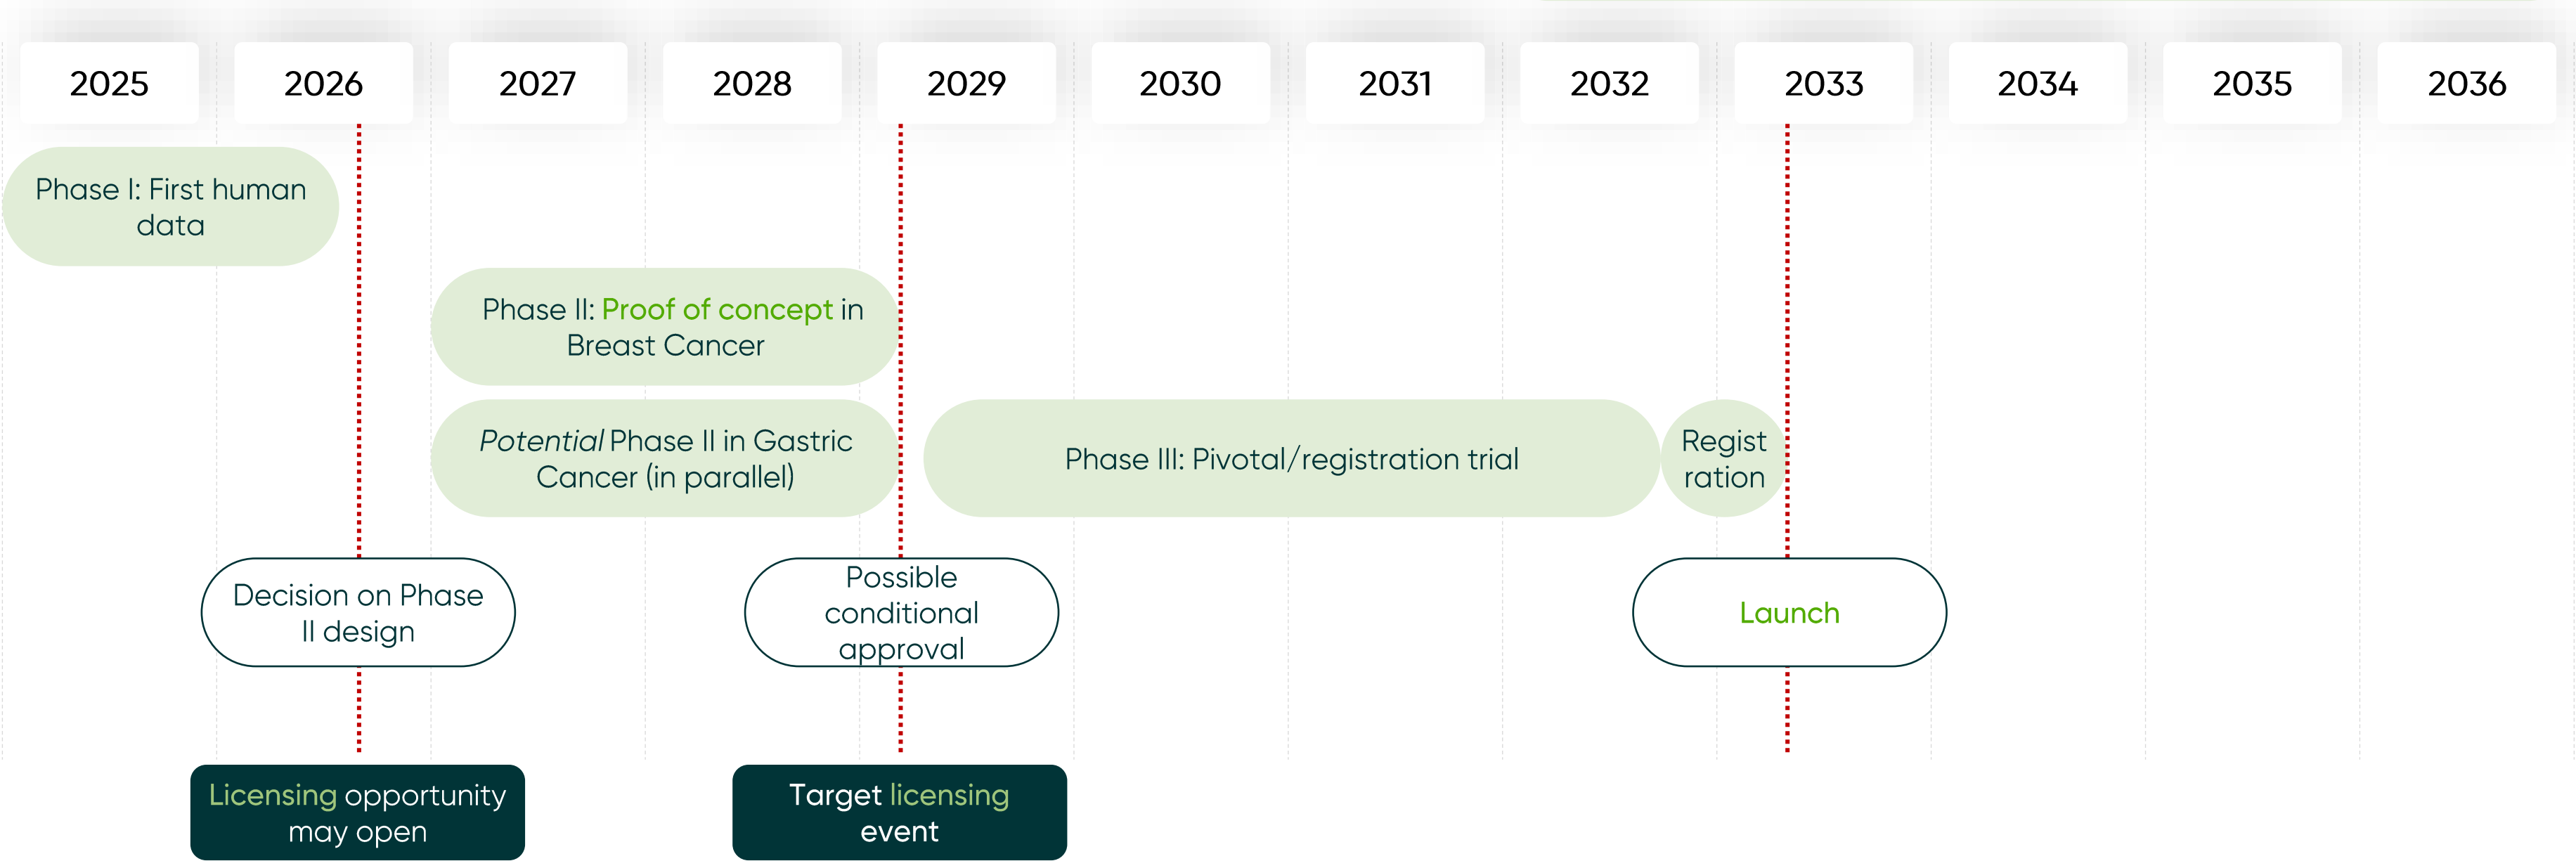 2025
2026
2027
2028
2029
2030
2031
2032
2033
2034
2035
2036
Phase I: First human
data
Phase II: Proof of concept in
Breast Cancer
Potential Phase II in Gastric
Cancer (in parallel)
Phase III: Pivotal/registration trial
Regist
ration
Decision on Phase
II design
Possible
conditional
approval
Launch
Licensing opportunity
may open
Target licensing
event